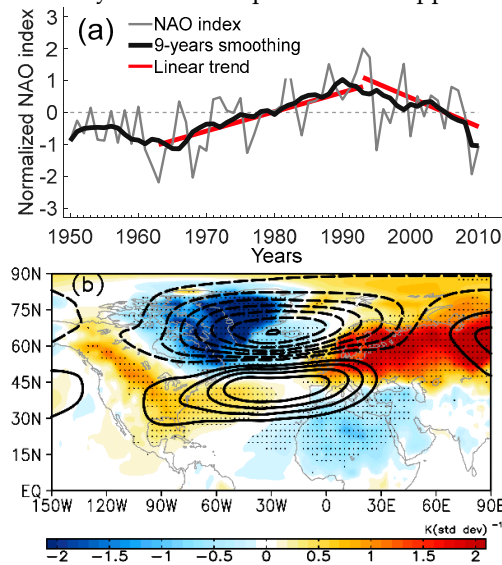 (a)
NAO index
9-years smoothing
Linear trend
Normalized NAO index
3
2
1
0
-1
-2
-3
1950 1960 1970 1980 1990 2000 2010
Years
(b)
90N
75N
60N
45N
30N
15N
EQ
150W 120W 90W 60W 30W 0 30E 60E 90E
K(std dev)⁻¹
-2 -1.5 -1 -0.5 0 0.5 1 1.5 2